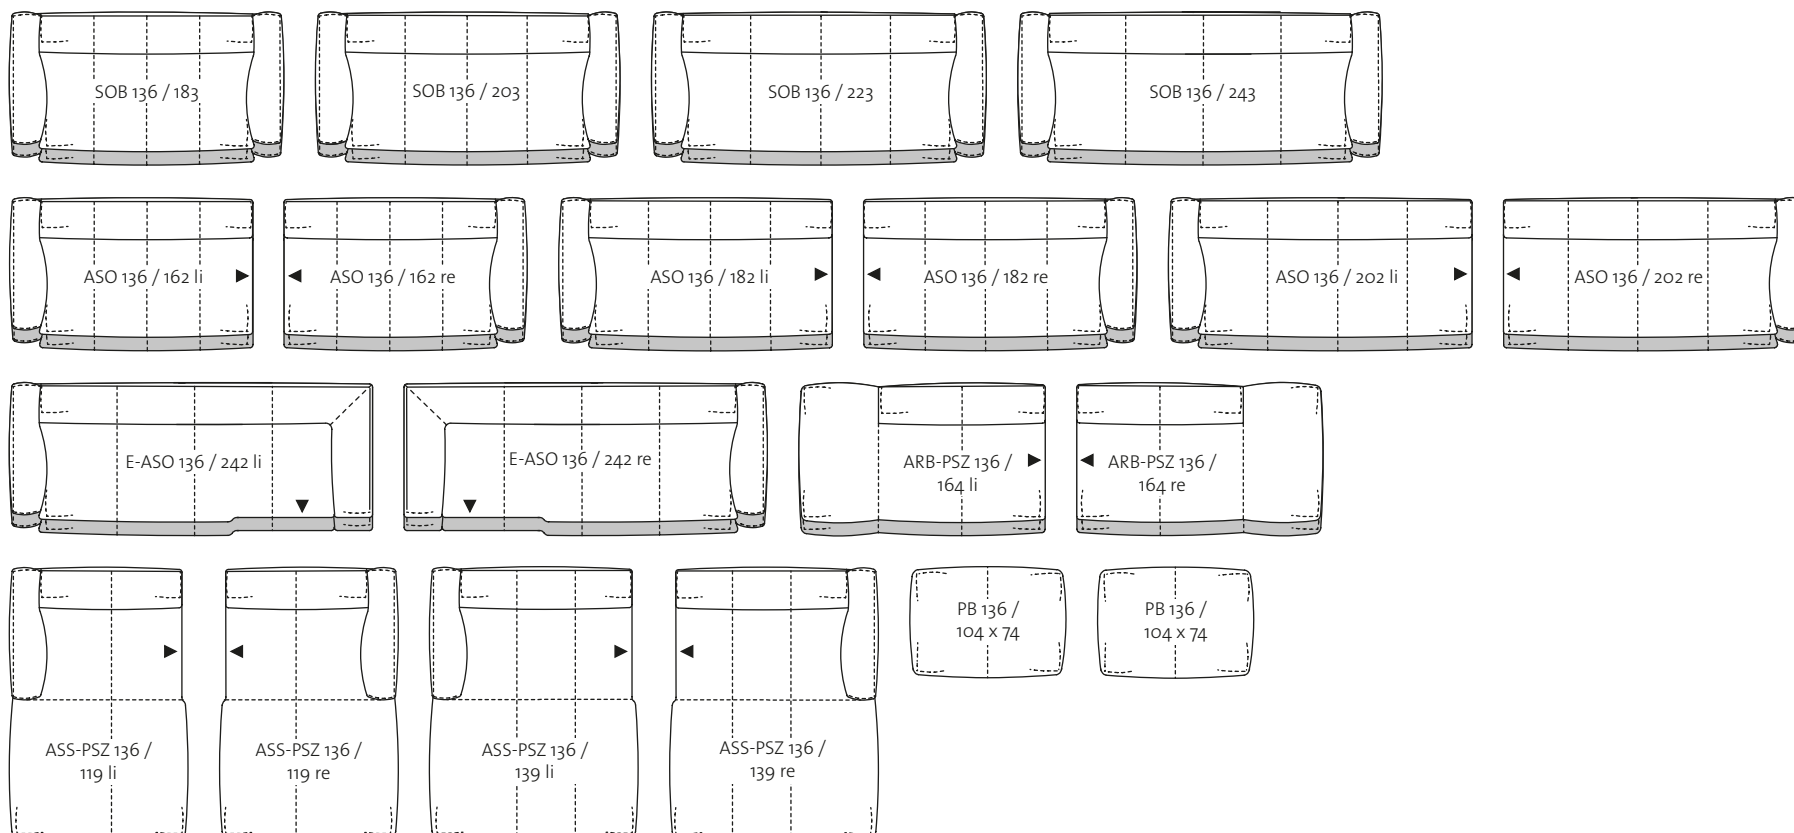 SOB 136 / 183
SOB 136 / 203
SOB 136 / 223
SOB 136 / 243
ASO 136 / 162 li
ASO 136 / 162 re
ASO 136 / 182 li
ASO 136 / 182 re
ASO 136 / 202 li
ASO 136 / 202 re
E-ASO 136 / 242 li
E-ASO 136 / 242 re
ARB-PSZ 136 /
164 li
ARB-PSZ 136 /
164 re
ASS-PSZ 136 /
119 li
ASS-PSZ 136 /
119 re
ASS-PSZ 136 /
139 li
ASS-PSZ 136 /
139 re
PB 136 /
104 x 74
PB 136 /
104 x 74